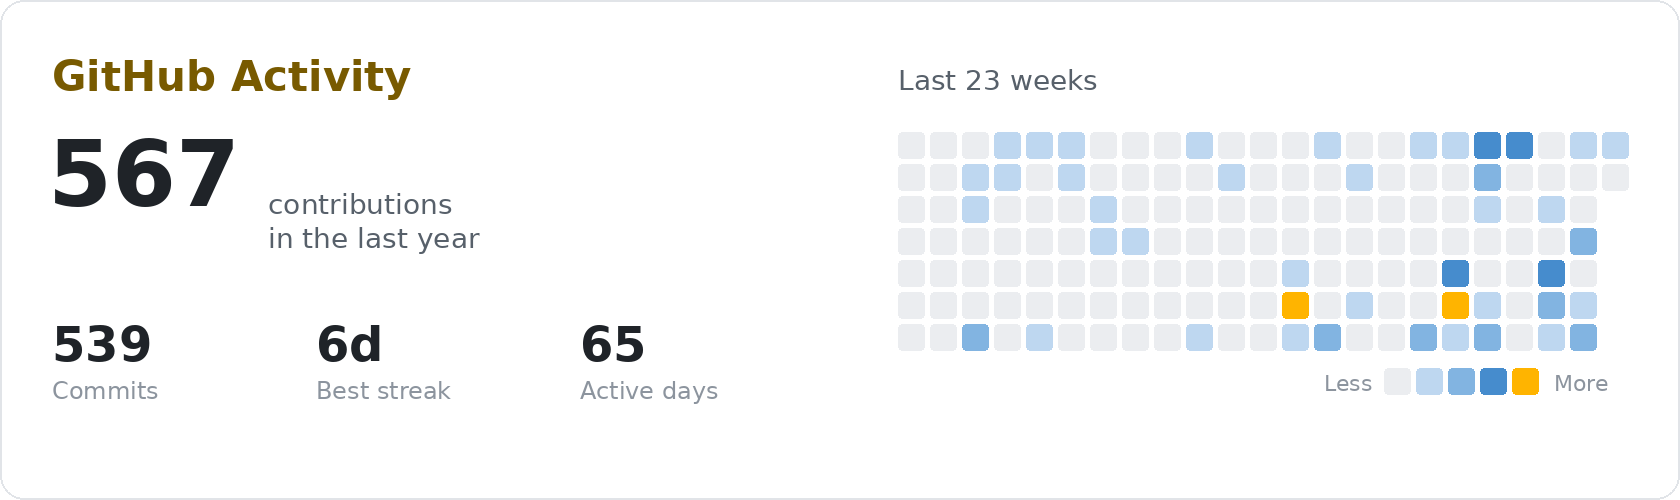 GitHub Activity
567
contributions
in the last year
539
Commits
6d
Best streak
65
Active days
Last 23 weeks
Less
More